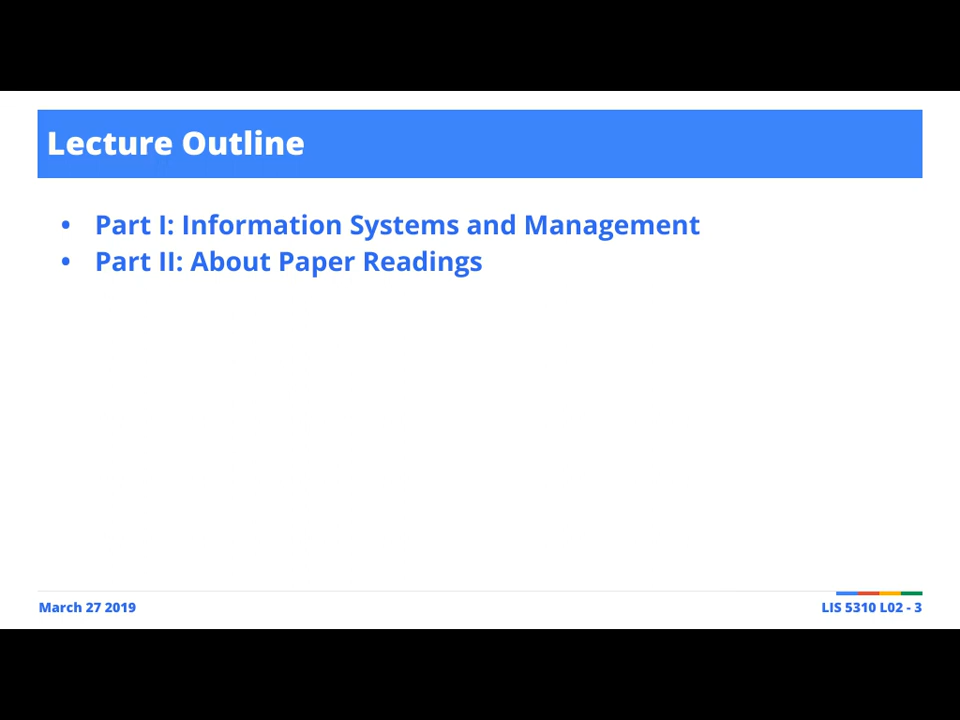 Lecture Outline
• Part I: Information Systems and Management
• Part II: About Paper Readings
March 27 2019
LIS 5310 L02 - 3